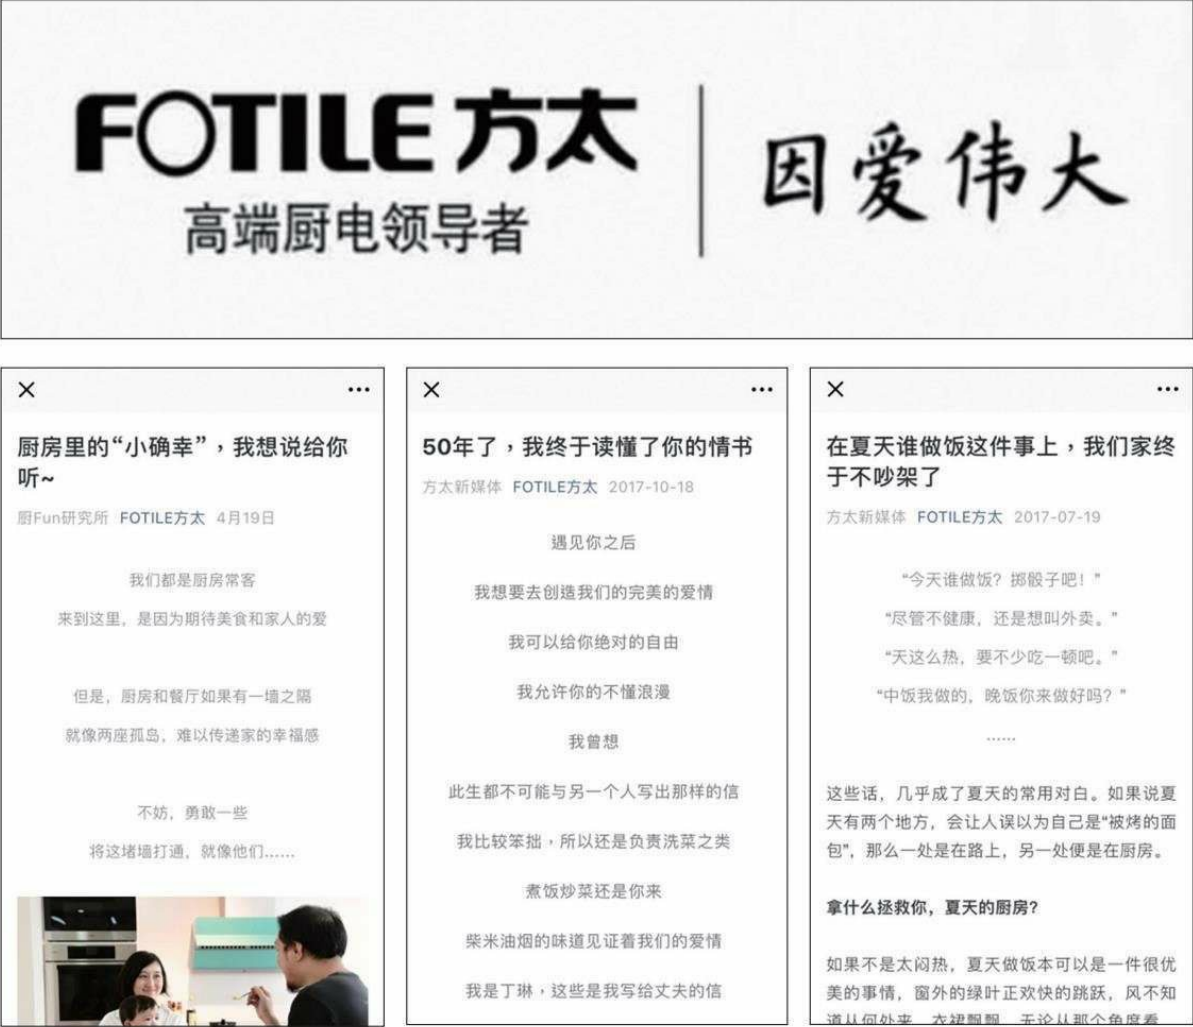 FOTILE 方太
高端厨电领导者
因爱伟大
厨房里的“小确幸”，我想说给你
听~
厨Fun研究所 FOTILE方太 4月19日
我们都是厨房常客
来到这里，是因为期待美食和家人的爱
但是，厨房和餐厅如果有一墙之隔
就像两座孤岛，难以传递家的幸福感
不妨，勇敢一些
将这堵墙打通，就像他们……
50年了，我终于读懂了你的情书
方太新媒体 FOTILE方太 2017-10-18
遇见你之后
我想要去创造我们的完美的爱情
我可以给你绝对的自由
我允许你的不懂浪漫
我曾想
此生都不可能与另一个人写出那样的信
我比较笨拙，所以还是负责洗菜之类
煮饭炒菜还是你来
柴米油烟的味道见证着我们的爱情
我是丁琳，这些是我写给丈夫的信
在夏天谁做饭这件事上，我们家终
于不吵架了
方太新媒体 FOTILE方太 2017-07-19
“今天谁做饭？掷骰子吧！”
“尽管不健康，还是想叫外卖。”
“天这么热，要不少吃一顿吧。”
“中饭我做的，晚饭你来做好吗？”
……
这些话，几乎成了夏天的常用对白。如果说夏
天有两个地方，会让人误以为自己是“被烤的面
包”，那么一处是在路上，另一处便是在厨房。
拿什么拯救你，夏天的厨房？
如果不是太闷热，夏天做饭本可以是一件很优
美的事情，窗外的绿叶正欢快的跳跃，风不知
道从何处来，衣裙飘飘，无论从那个角度看，